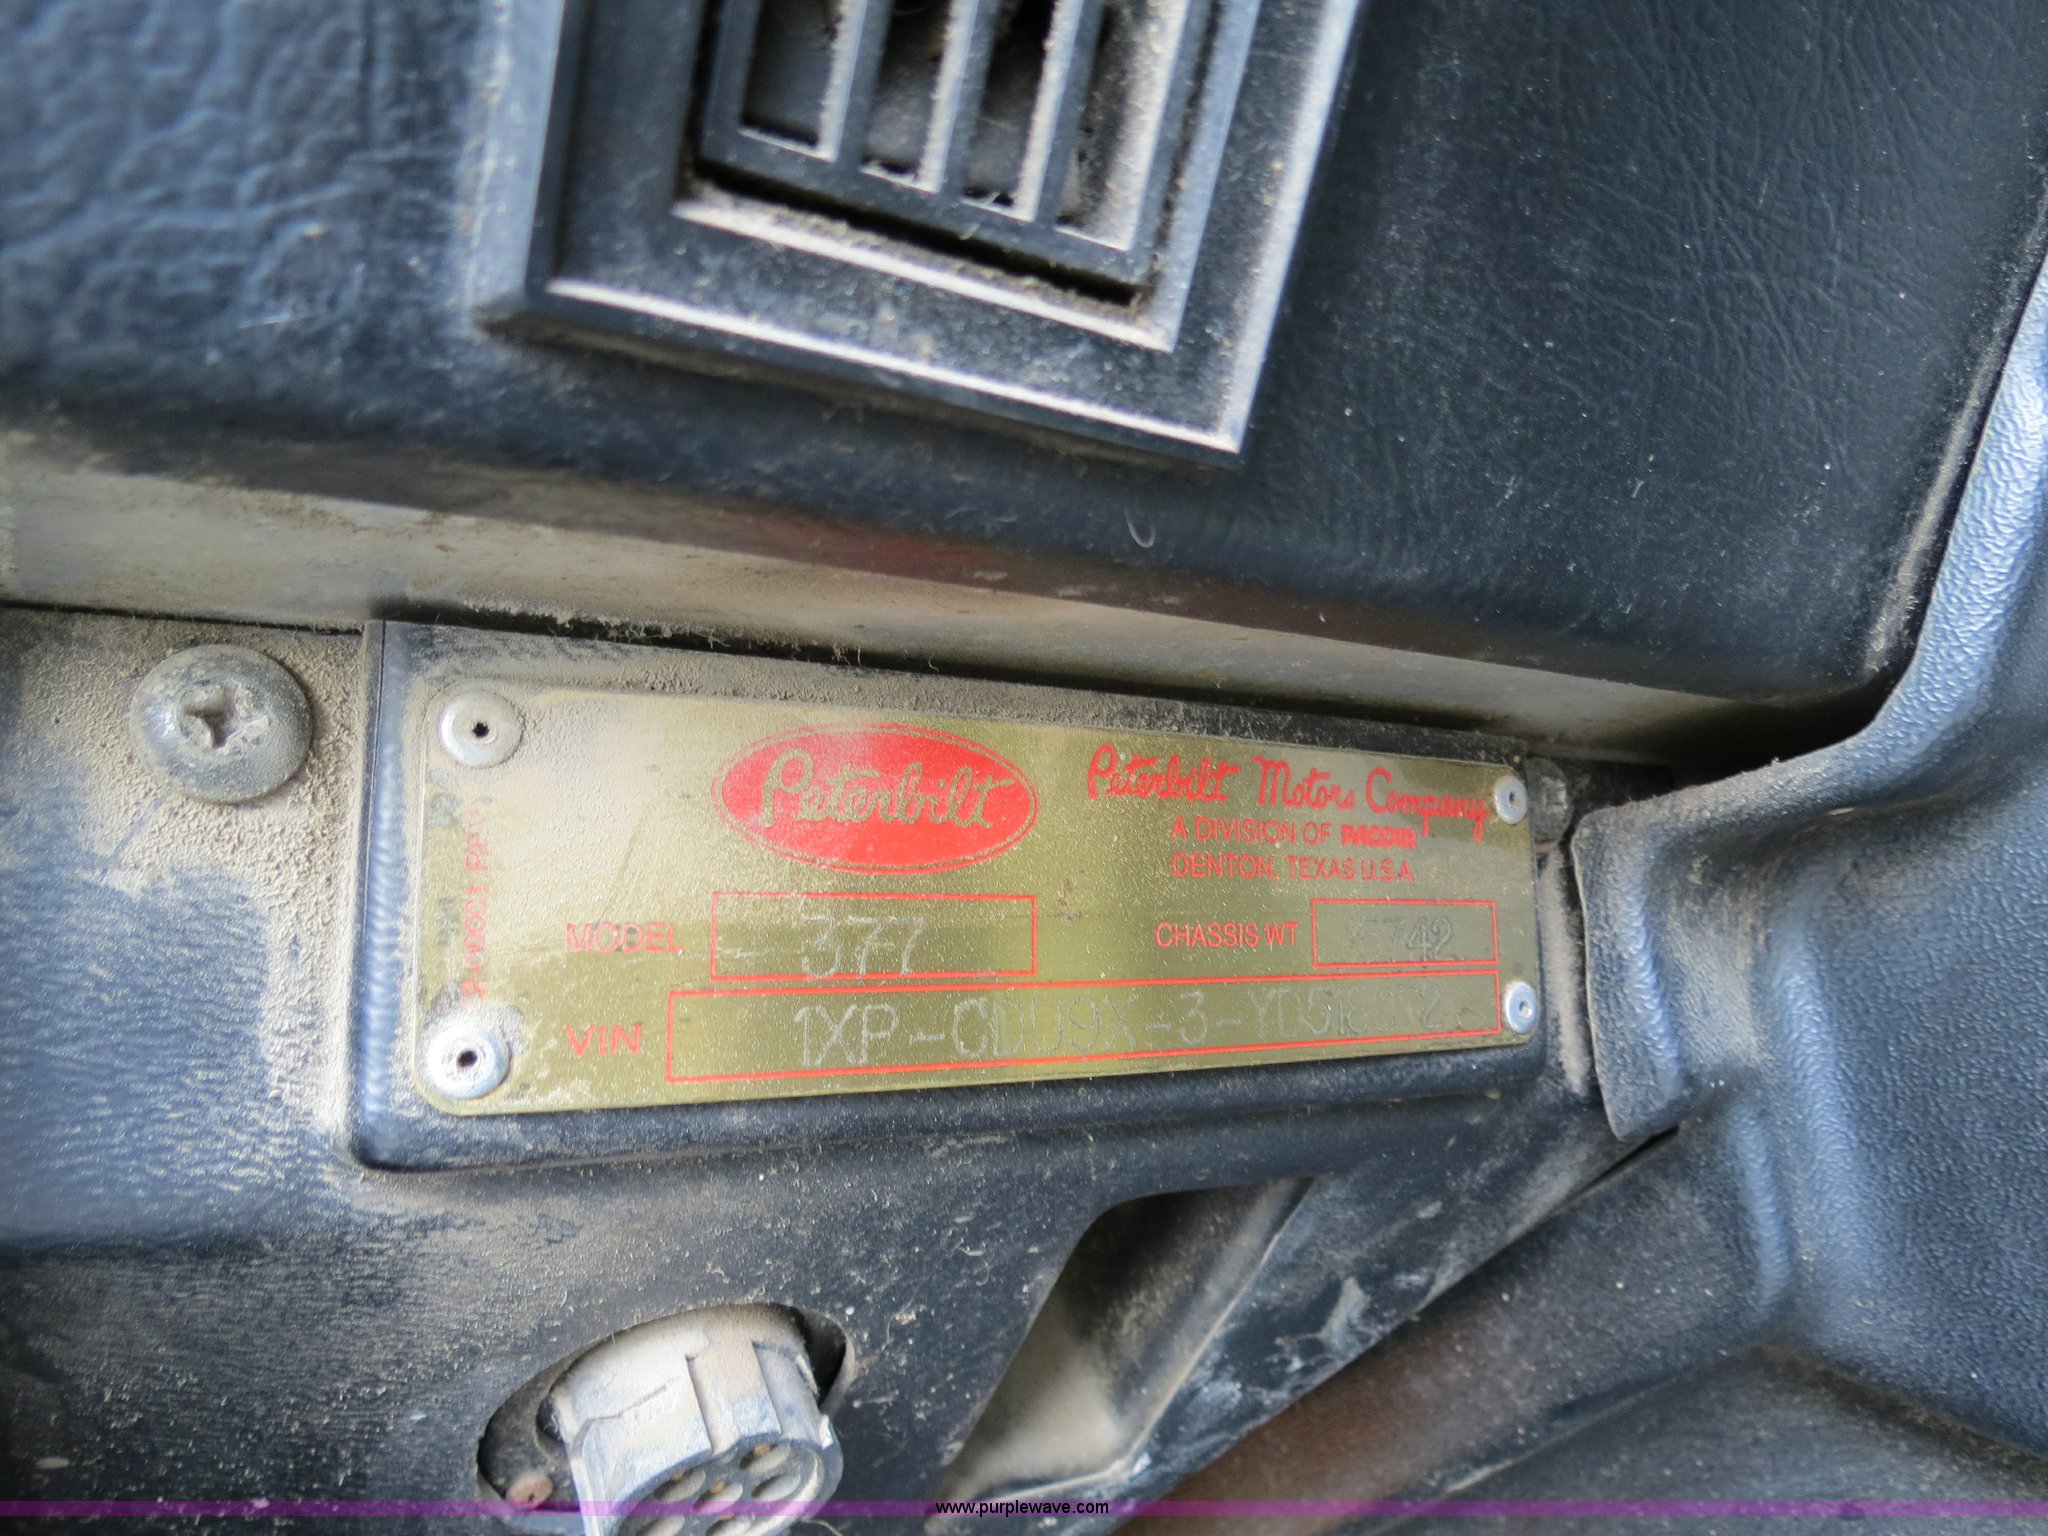 Peterbilt
Peterbilt Motors Company
A DIVISION OF PACCAR
DENTON, TEXAS U.S.A.
MODEL 377
CHASSIS WT
VIN
www.purplewave.com